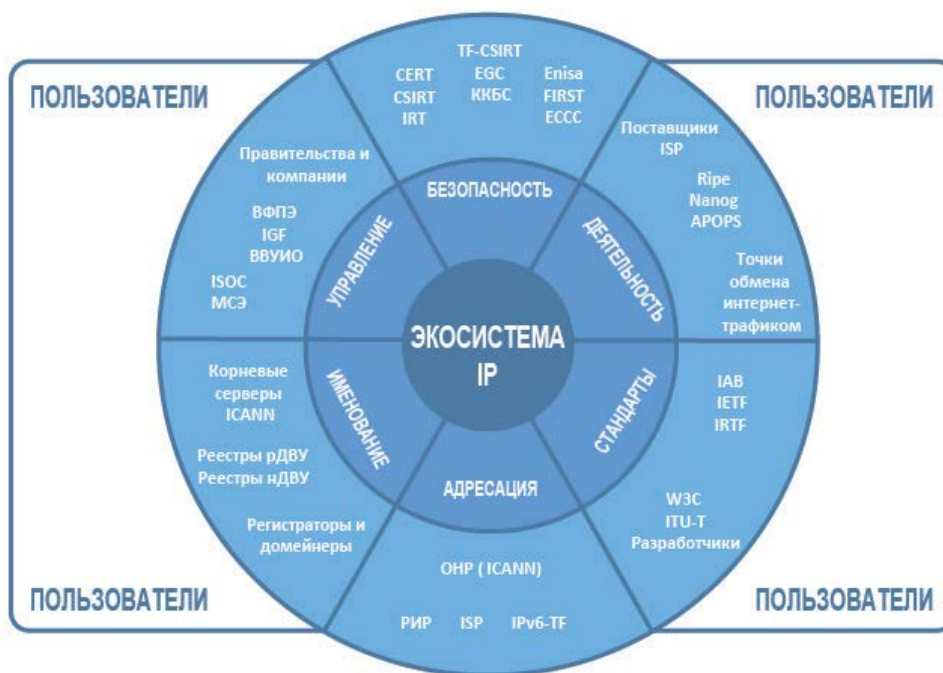 ПОЛЬЗОВАТЕЛИ
ПОЛЬЗОВАТЕЛИ
TF-CSIRT
EGC
ККБС
CERT
CSIRT
IRT
Enisa
FIRST
ECCC
БЕЗОПАСНОСТЬ
Поставщики
ISP
Ripe
Nanog
APOPS
Точки
обмена
интернет-
трафиком
ДЕЯТЕЛЬНОСТЬ
Правительства и
компании
ВФПЭ
IGF
ВВУИО
ISOC
МСЭ
УПРАВЛЕНИЕ
ЭКОСИСТЕМА
IP
Корневые
серверы
ICANN
Реестры рДВУ
Реестры нДВУ
Регистраторы и
домейнеры
ИМЕНОВАНИЕ
СТАНДАРТЫ
IAB
IETF
IRTF
W3C
ITU-T
Разработчики
АДРЕСАЦИЯ
ОНР ( ICANN)
РИР ISP IPv6-TF
ПОЛЬЗОВАТЕЛИ
ПОЛЬЗОВАТЕЛИ